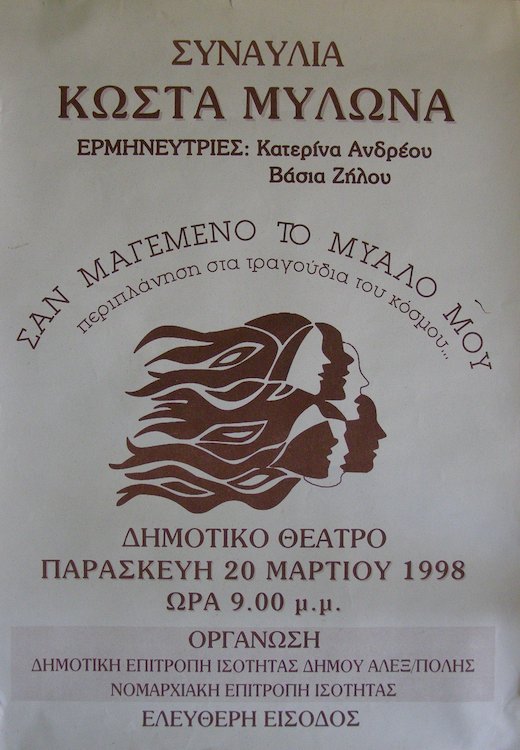 ΣΥΝΑΥΛΙΑ
ΚΩΣΤΑ ΜΥΛΩΝΑ
ΕΡΜΗΝΕΥΤΡΙΕΣ: Κατερίνα Ανδρέου
Βάσια Ζήλου
ΣΑΝ ΜΑΓΕΜΕΝΟ ΤΟ ΜΥΑΛΟ ΜΟΥ
περιπλάνηση στα τραγούδια του κόσμου...
ΔΗΜΟΤΙΚΟ ΘΕΑΤΡΟ
ΠΑΡΑΣΚΕΥΗ 20 ΜΑΡΤΙΟΥ 1998
ΩΡΑ 9.00 μ.μ.
ΟΡΓΑΝΩΣΗ
ΔΗΜΟΤΙΚΗ ΕΠΙΤΡΟΠΗ ΙΣΟΤΗΤΑΣ ΔΗΜΟΥ ΑΛΕΞ/ΠΟΛΗΣ
ΝΟΜΑΡΧΙΑΚΗ ΕΠΙΤΡΟΠΗ ΙΣΟΤΗΤΑΣ
ΕΛΕΥΘΕΡΗ ΕΙΣΟΔΟΣ